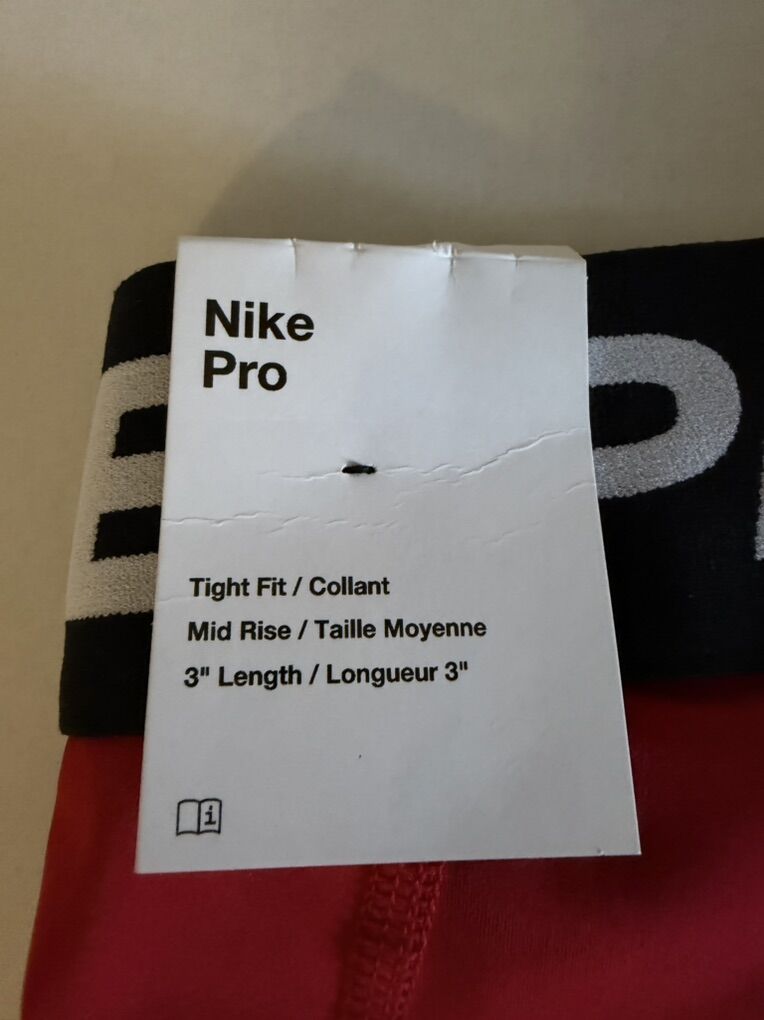 Nike
Pro
E P
Tight Fit / Collant
Mid Rise / Taille Moyenne
3" Length / Longueur 3"
i